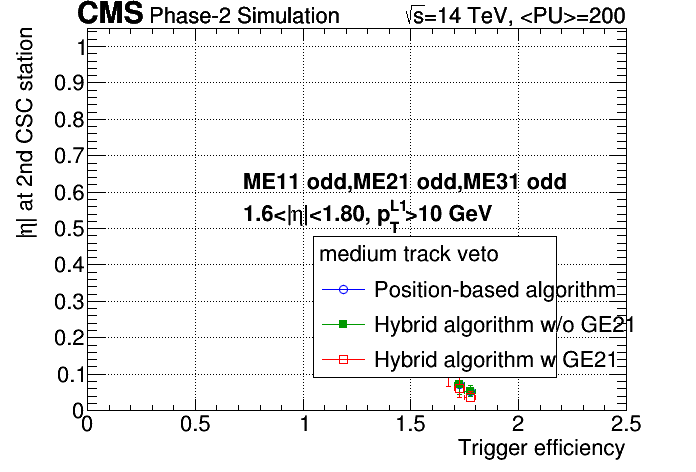 CMS Phase-2 Simulation √s=14 TeV, <PU>=200
|η| at 2nd CSC station
1
0.9
0.8
0.7
0.6
0.5
0.4
0.3
0.2
0.1
0
ME11 odd,ME21 odd,ME31 odd
1.6<|η|<1.80, p_T^L1>10 GeV
medium track veto
Position-based algorithm
Hybrid algorithm w/o GE21
Hybrid algorithm w GE21
0 0.5 1 1.5 2 2.5
Trigger efficiency